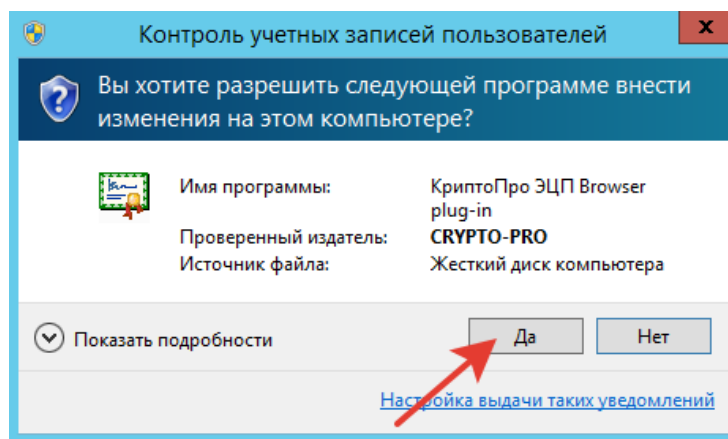 Контроль учетных записей пользователей
Вы хотите разрешить следующей программе внести
изменения на этом компьютере?
Имя программы: КриптоПро ЭЦП Browser
plug-in
Проверенный издатель: CRYPTO-PRO
Источник файла: Жесткий диск компьютера
Показать подробности Да Нет
Настройка выдачи таких уведомлений